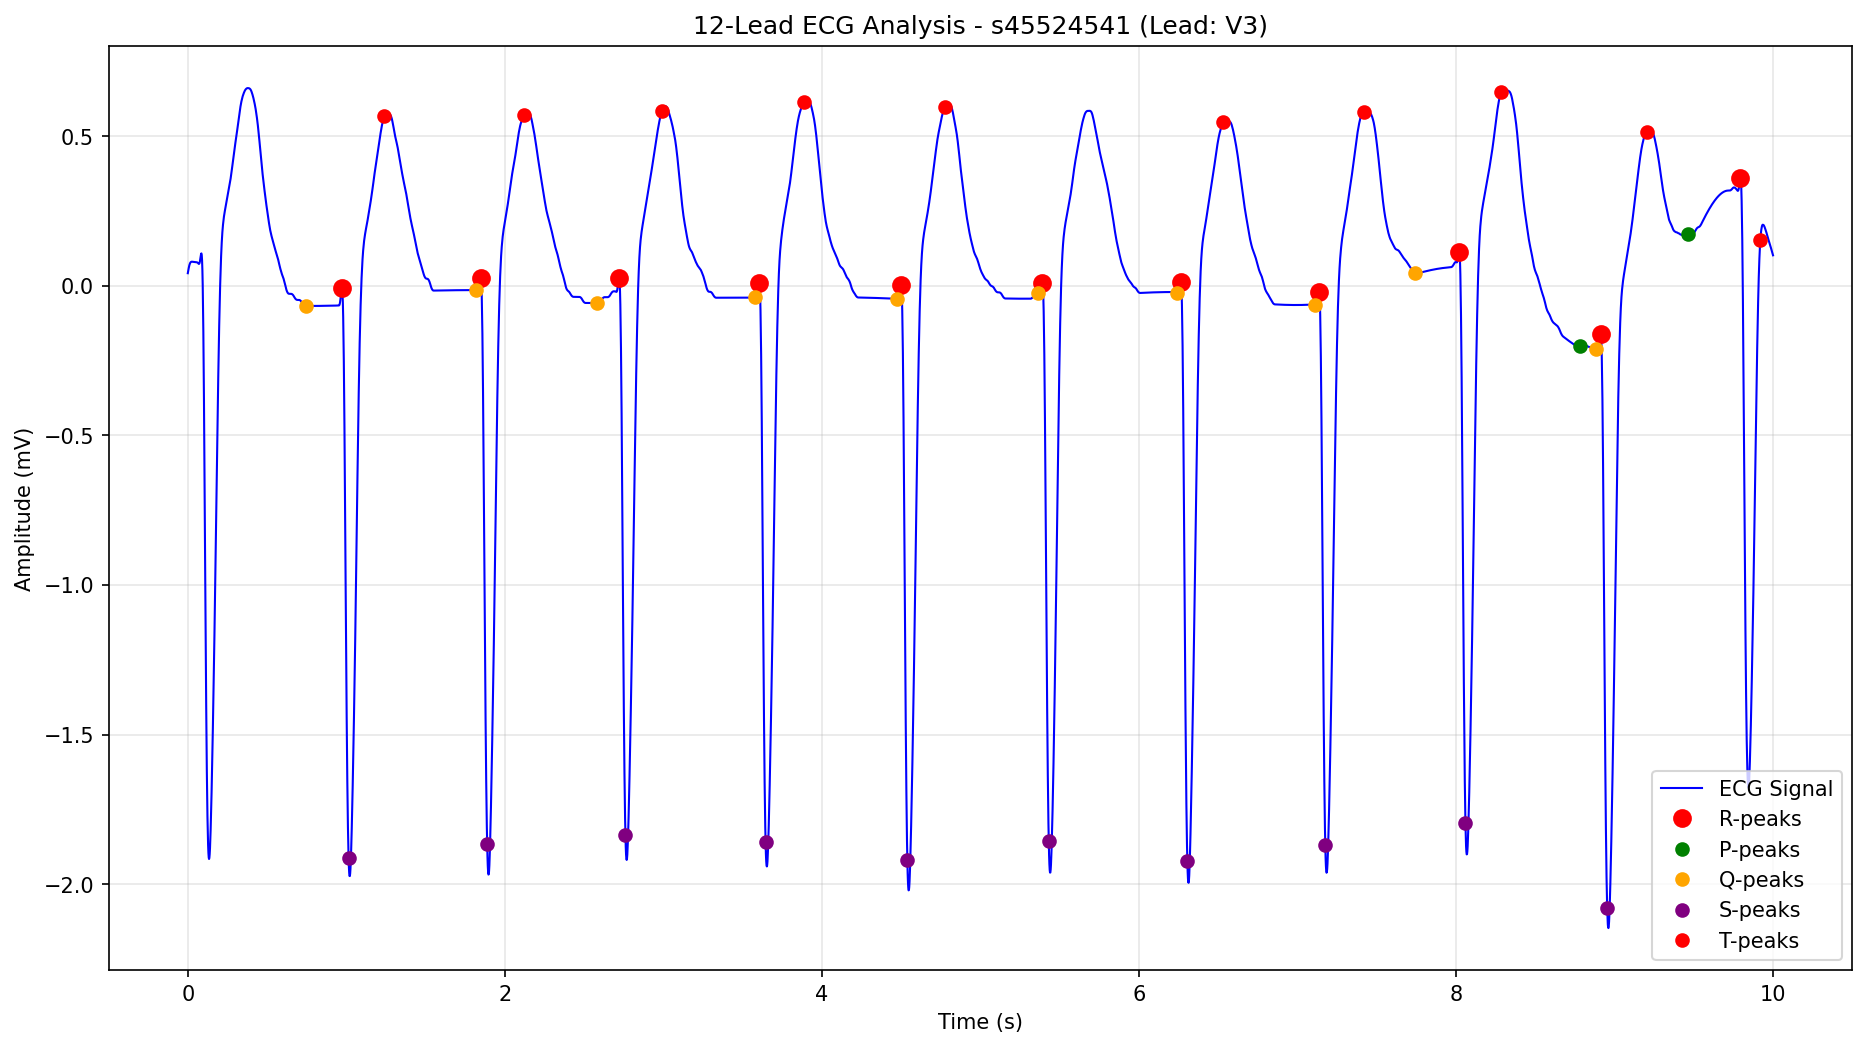 12-Lead ECG Analysis - s45524541 (Lead: V3)
Amplitude (mV)
0.5
0.0
−0.5
−1.0
−1.5
−2.0
ECG Signal
R-peaks
P-peaks
Q-peaks
S-peaks
T-peaks
0 2 4 6 8 10
Time (s)